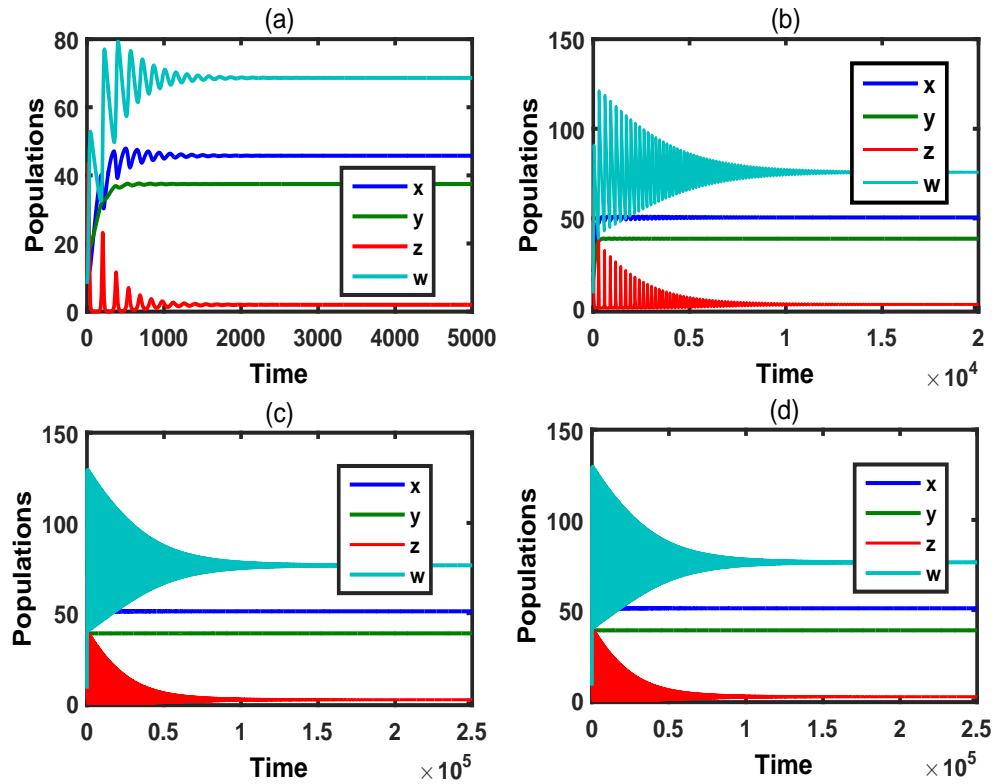 (a)
Populations
80
60
40
20
0
x
y
z
w
0 1000 2000 3000 4000 5000
Time
(b)
Populations
150
100
50
0
x
y
z
w
0 0.5 1 1.5 2
Time
× 10^4
(c)
Populations
150
100
50
0
x
y
z
w
0 0.5 1 1.5 2 2.5
Time
× 10^5
(d)
Populations
150
100
50
0
x
y
z
w
0 0.5 1 1.5 2 2.5
Time
× 10^5